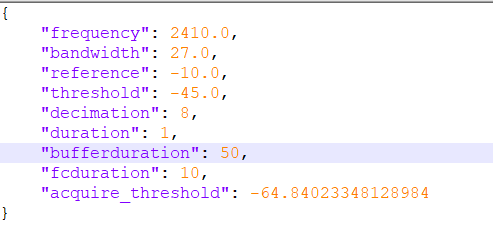 {
    "frequency": 2410.0,
    "bandwidth": 27.0,
    "reference": -10.0,
    "threshold": -45.0,
    "decimation": 8,
    "duration": 1,
    "bufferduration": 50,
    "fcduration": 10,
    "acquire_threshold": -64.84023348128984
}